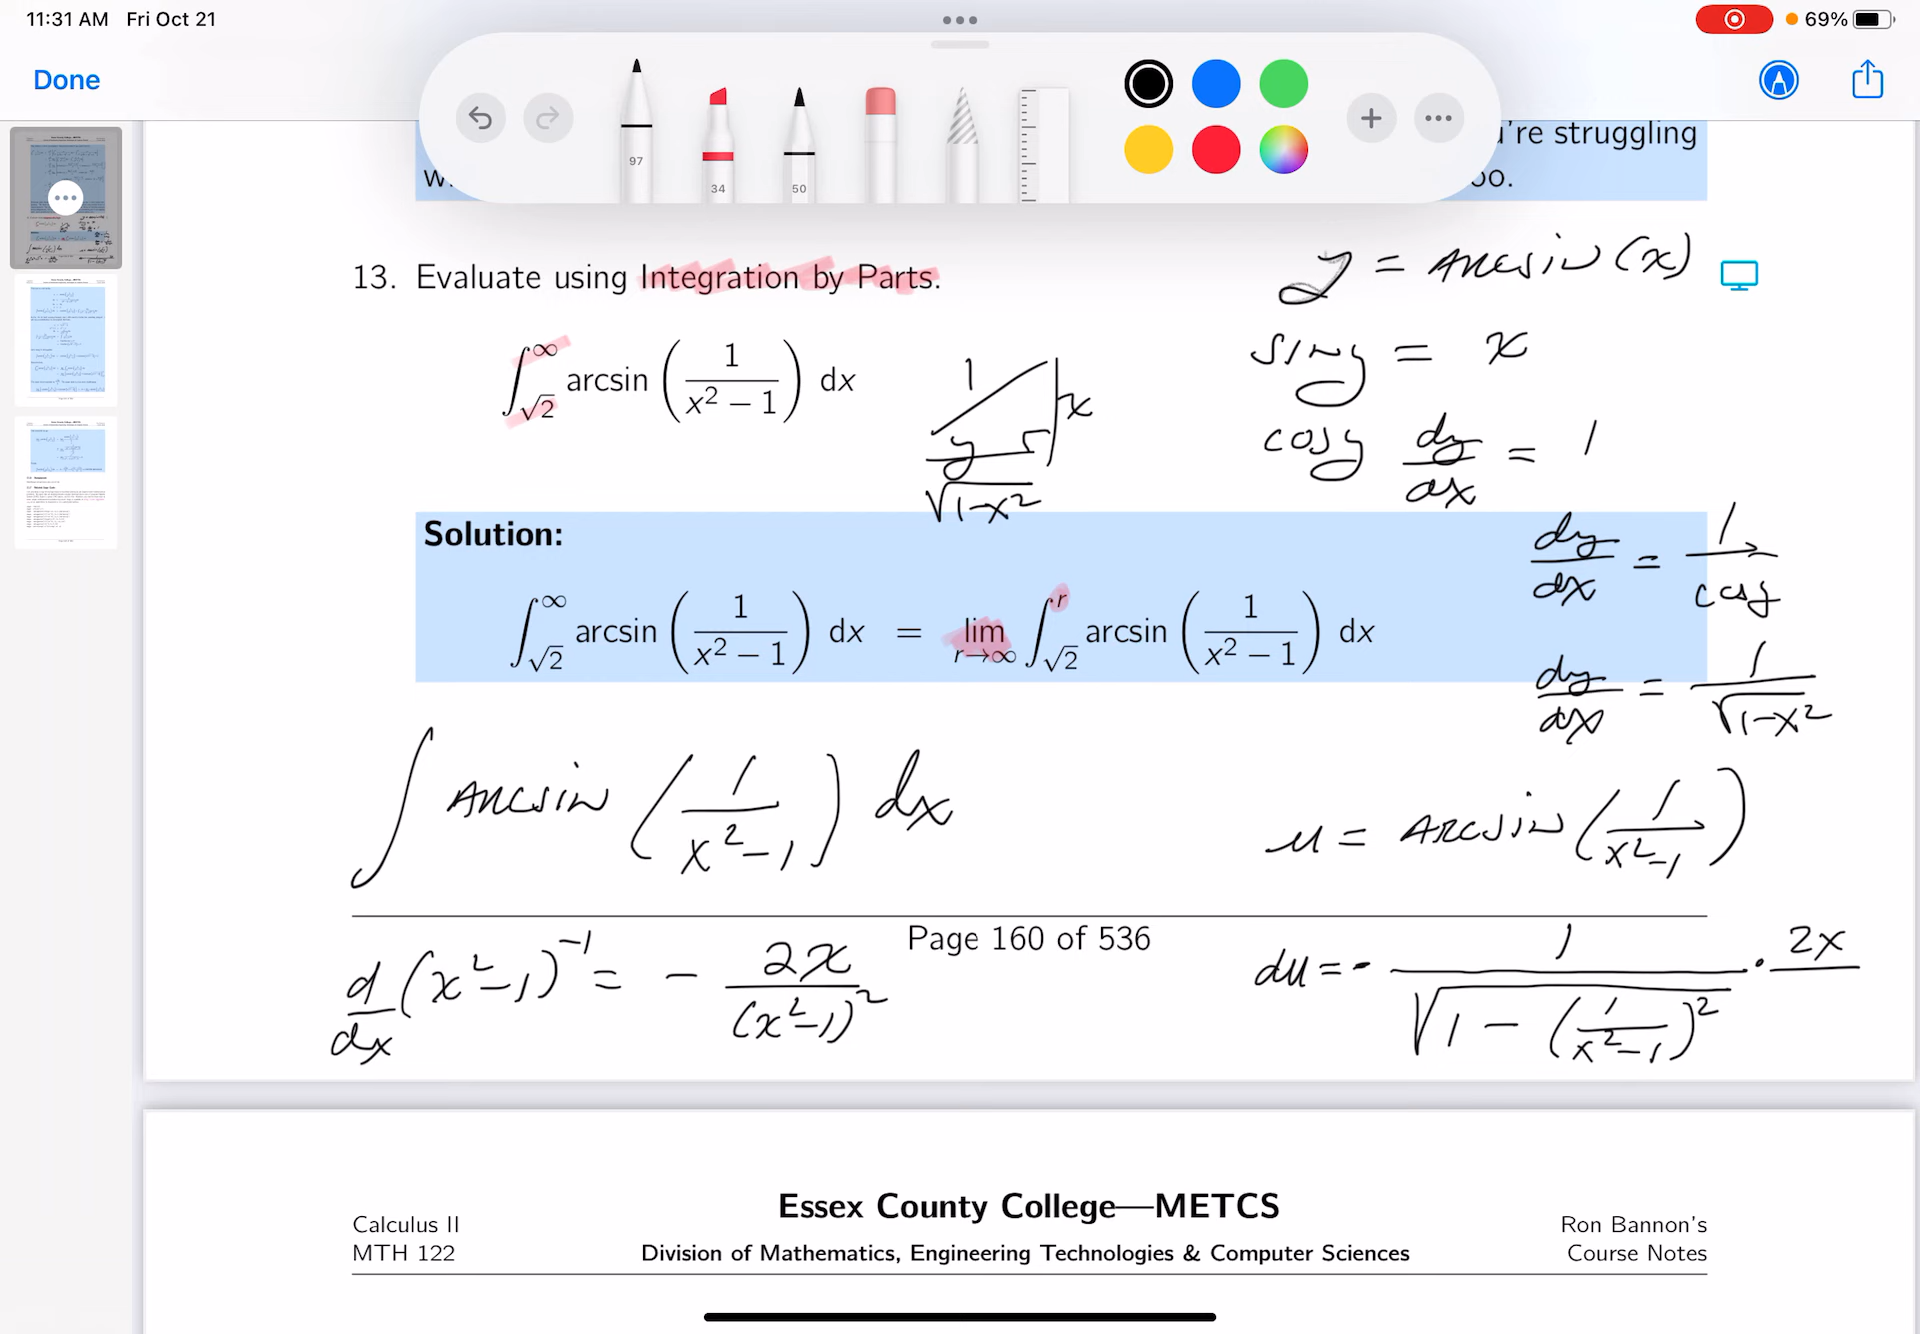 11:31 AM Fri Oct 21
69%
Done
97
34
50
u're struggling
w
oo.
13. Evaluate using Integration by Parts.
y = ARCSIN (x)
∫_{√2}^{∞} arcsin (1/(x² − 1)) dx
1
x
y
√(1-x²)
sin y = x
cos y dy/dx = 1
dy/dx = 1/cos y
Solution:
∫_{√2}^{∞} arcsin (1/(x² − 1)) dx = lim_{r→∞} ∫_{√2}^{r} arcsin (1/(x² − 1)) dx
dy/dx = 1/√(1-x²)
∫ ARCSIN (1/(x²-1)) dx
u = ARCSIN (1/(x²-1))
Page 160 of 536
d/dx (x²-1)⁻¹ = - 2x/(x²-1)²
du = - 1/√(1 - (1/(x²-1))²) · 2x/
Essex County College—METCS
Calculus II
MTH 122
Division of Mathematics, Engineering Technologies & Computer Sciences
Ron Bannon's
Course Notes